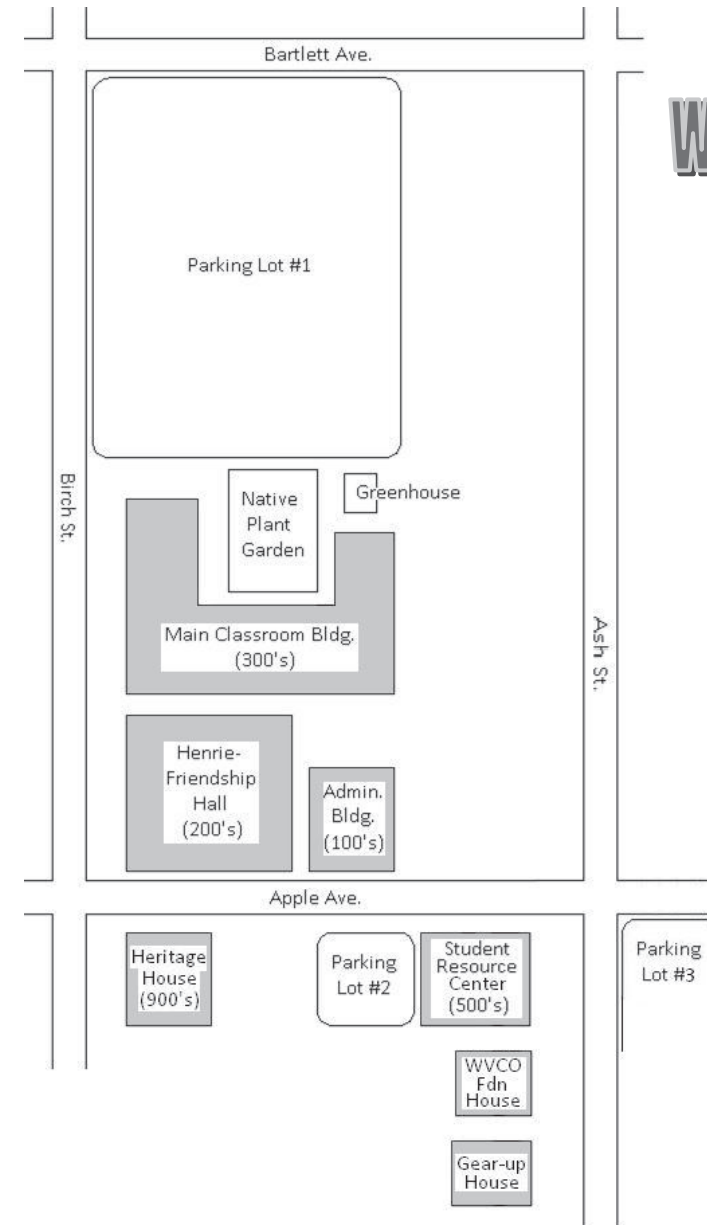 Bartlett Ave.
W
Parking Lot #1
Birch St.
Native
Plant
Garden
Greenhouse
Main Classroom Bldg.
(300's)
Ash St.
Henrie-
Friendship
Hall
(200's)
Admin.
Bldg.
(100's)
Apple Ave.
Heritage
House
(900's)
Parking
Lot #2
Student
Resource
Center
(500's)
Parking
Lot #3
WVCO
Fdn
House
Gear-up
House